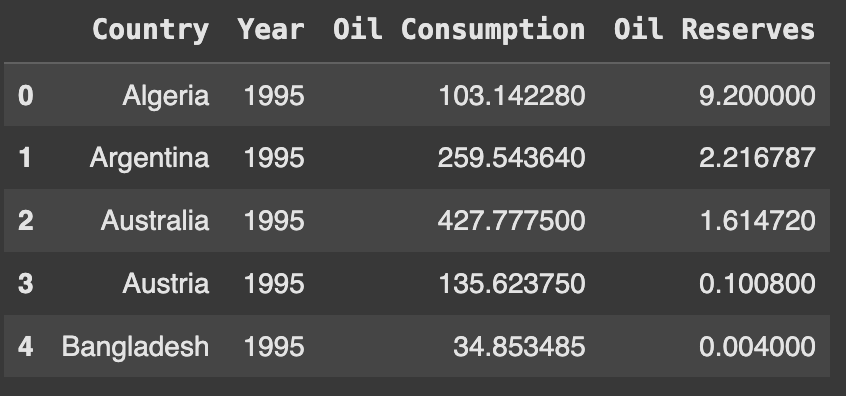 Country Year Oil Consumption Oil Reserves
0 Algeria 1995 103.142280 9.200000
1 Argentina 1995 259.543640 2.216787
2 Australia 1995 427.777500 1.614720
3 Austria 1995 135.623750 0.100800
4 Bangladesh 1995 34.853485 0.004000